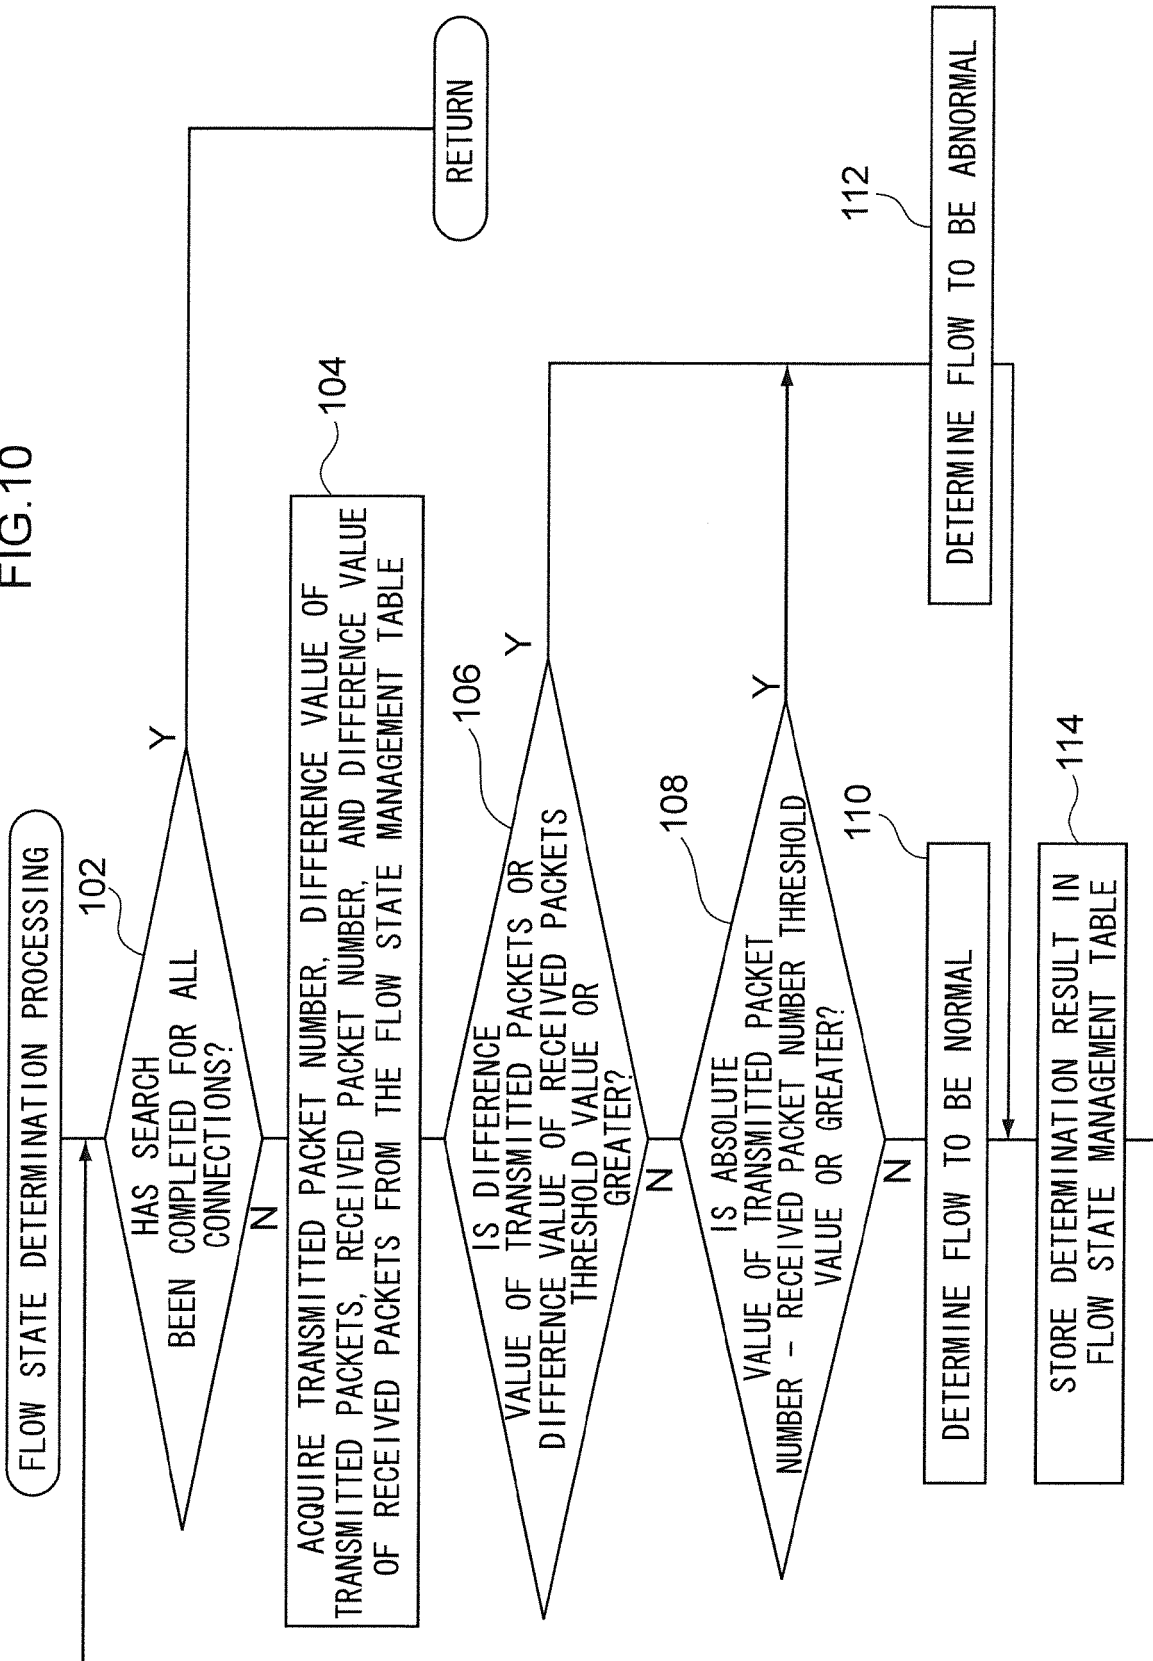 FIG.10
FLOW STATE DETERMINATION PROCESSING
102
HAS SEARCH
BEEN COMPLETED FOR ALL
CONNECTIONS?
Y
N
RETURN
104
ACQUIRE TRANSMITTED PACKET NUMBER, DIFFERENCE VALUE OF
TRANSMITTED PACKETS, RECEIVED PACKET NUMBER, AND DIFFERENCE VALUE
OF RECEIVED PACKETS FROM THE FLOW STATE MANAGEMENT TABLE
106
IS DIFFERENCE
VALUE OF TRANSMITTED PACKETS OR
DIFFERENCE VALUE OF RECEIVED PACKETS
THRESHOLD VALUE OR
GREATER?
Y
N
108
IS ABSOLUTE
VALUE OF TRANSMITTED PACKET
NUMBER - RECEIVED PACKET NUMBER THRESHOLD
VALUE OR GREATER?
Y
N
110
DETERMINE FLOW TO BE NORMAL
112
DETERMINE FLOW TO BE ABNORMAL
114
STORE DETERMINATION RESULT IN
FLOW STATE MANAGEMENT TABLE